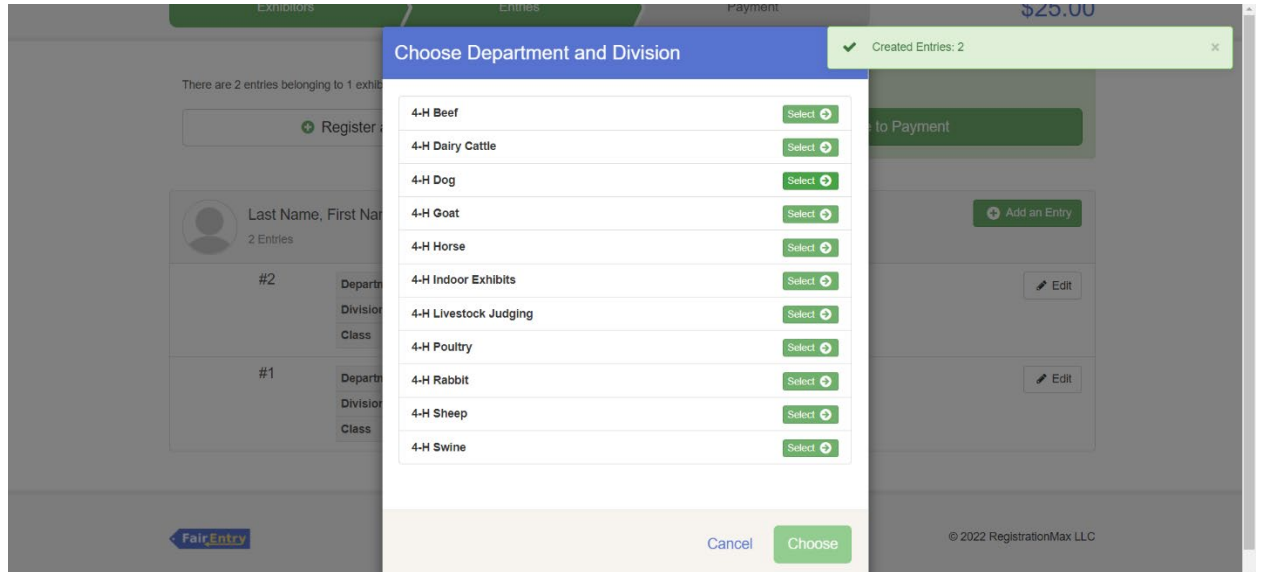 Exhibitors
Entries
Payment
$25.00
Choose Department and Division
Created Entries: 2
x
There are 2 entries belonging to 1 exhib
Register a
to Payment
4-H Beef Select
4-H Dairy Cattle Select
4-H Dog Select
4-H Goat Select
4-H Horse Select
4-H Indoor Exhibits Select
4-H Livestock Judging Select
4-H Poultry Select
4-H Rabbit Select
4-H Sheep Select
4-H Swine Select
Last Name, First Nar
2 Entries
Add an Entry
#2
Departm
Division
Class
Edit
#1
Departm
Division
Class
Edit
Cancel
Choose
FairEntry
© 2022 RegistrationMax LLC